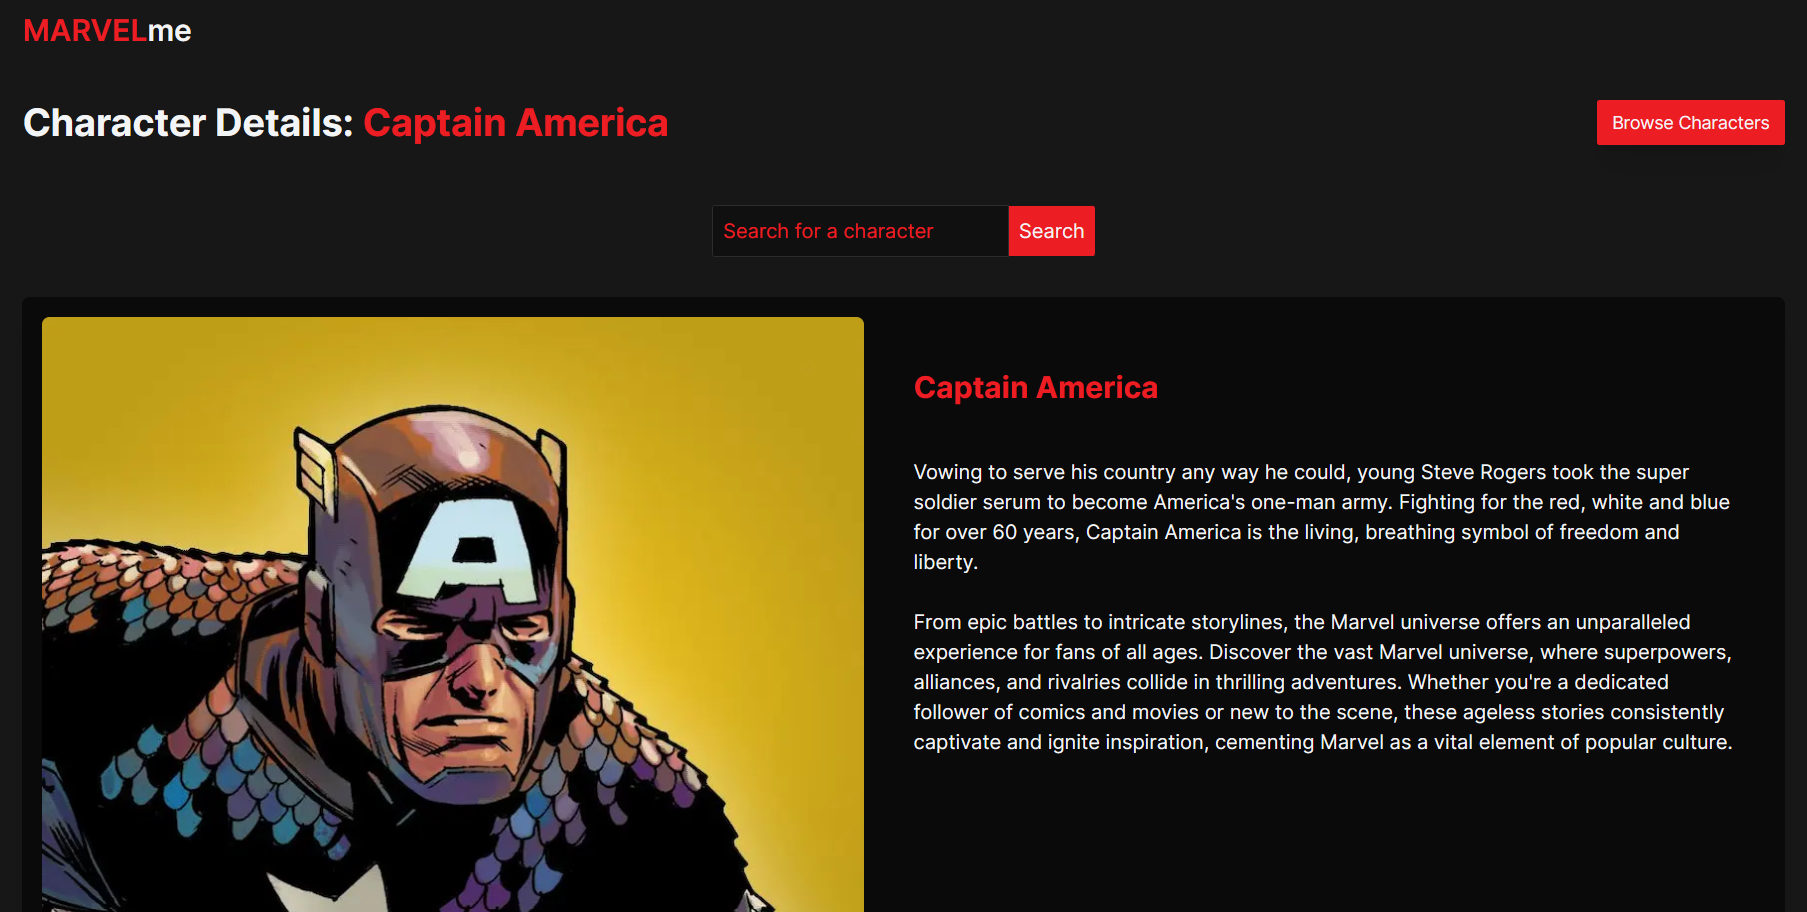 MARVELme
Character Details: Captain America
Browse Characters
Search for a character
Search
A
Captain America
Vowing to serve his country any way he could, young Steve Rogers took the super
soldier serum to become America's one-man army. Fighting for the red, white and blue
for over 60 years, Captain America is the living, breathing symbol of freedom and
liberty.
From epic battles to intricate storylines, the Marvel universe offers an unparalleled
experience for fans of all ages. Discover the vast Marvel universe, where superpowers,
alliances, and rivalries collide in thrilling adventures. Whether you're a dedicated
follower of comics and movies or new to the scene, these ageless stories consistently
captivate and ignite inspiration, cementing Marvel as a vital element of popular culture.